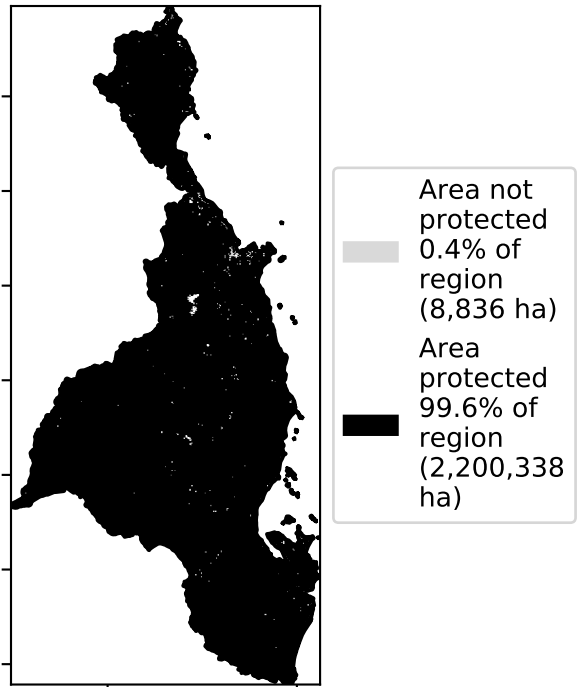 Area not
protected
0.4% of
region
(8,836 ha)
Area
protected
99.6% of
region
(2,200,338
ha)